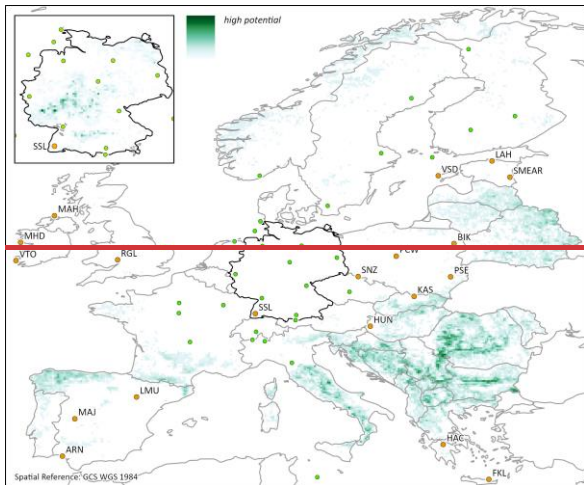 high potential
SSL
LAH
VSD
SMEAR
MAH
MHD
BIK
VTO
RGL
SNZ
PSE
KAS
SSL
HUN
LMU
MAJ
ARN
HAC
FKL
Spatial Reference: GCS WGS 1984